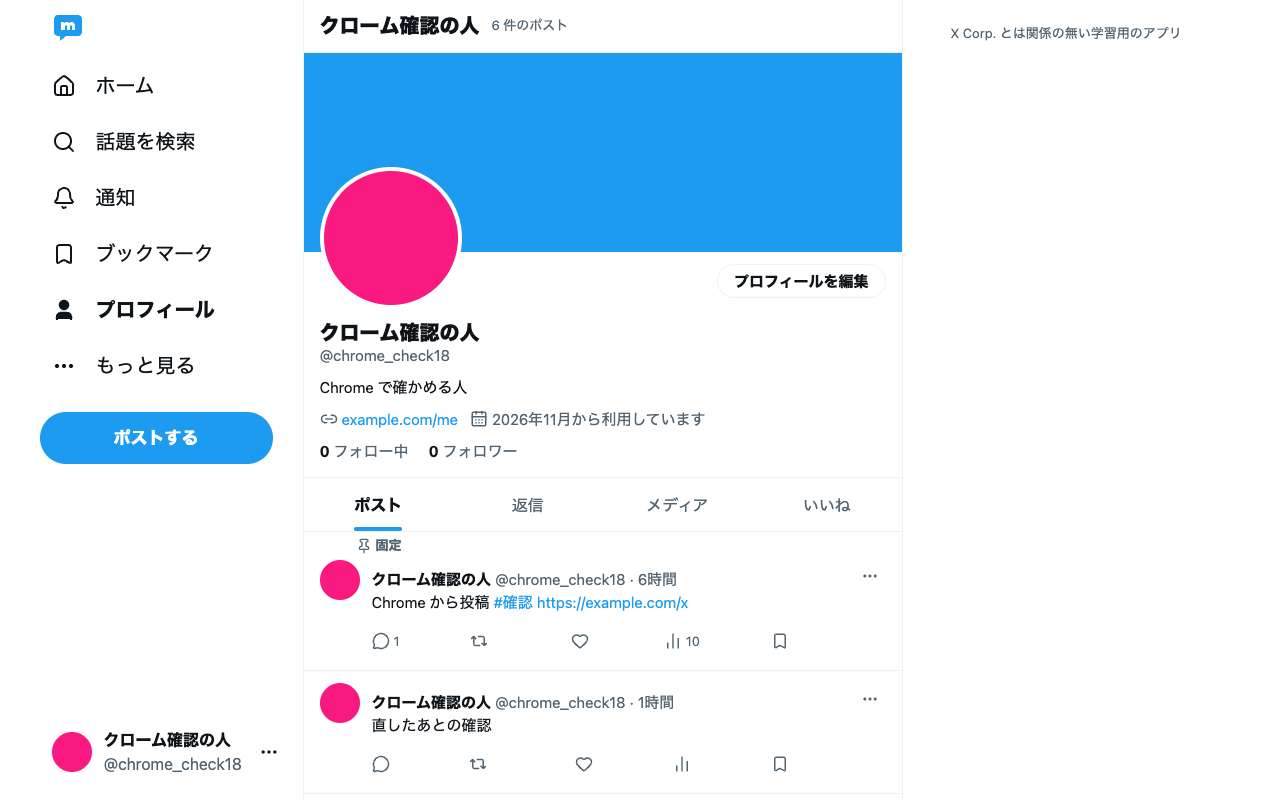 m
ホーム
話題を検索
通知
ブックマーク
プロフィール
もっと見る
ポストする
クローム確認の人
@chrome_check18
クローム確認の人 6 件のポスト
プロフィールを編集
クローム確認の人
@chrome_check18
Chrome で確かめる人
example.com/me 2026年11月から利用しています
0 フォロー中 0 フォロワー
ポスト 返信 メディア いいね
固定
クローム確認の人 @chrome_check18 · 6時間
Chrome から投稿 #確認 https://example.com/x
1 10
クローム確認の人 @chrome_check18 · 1時間
直したあとの確認
X Corp. とは関係の無い学習用のアプリ